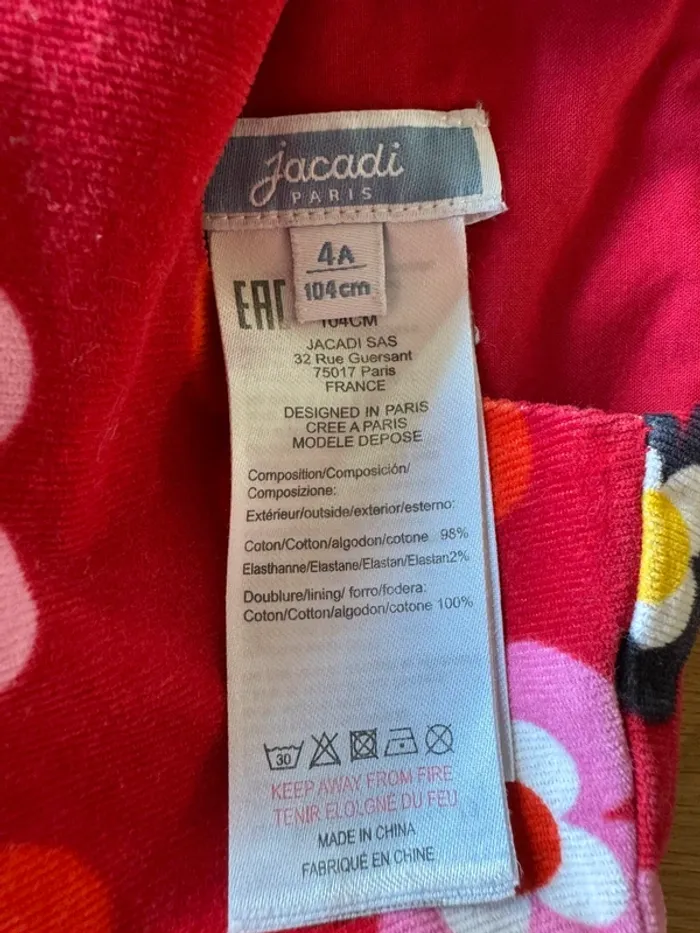 jacadi
PARIS
4A
104cm
EAC
104CM
JACADI SAS
32 Rue Guersant
75017 Paris
FRANCE
DESIGNED IN PARIS
CREE A PARIS
MODELE DEPOSE
Composition/Composición/
Composizione:
Extérieur/outside/exterior/esterno:
Coton/Cotton/algodon/cotone 98%
Elasthanne/Elastane/Elastan/Elastan2%
Doublure/lining/ forro/fodera:
Coton/Cotton/algodon/cotone 100%
30
KEEP AWAY FROM FIRE
TENIR ELOLGNE DU FEU
MADE IN CHINA
FABRIQUÉ EN CHINE